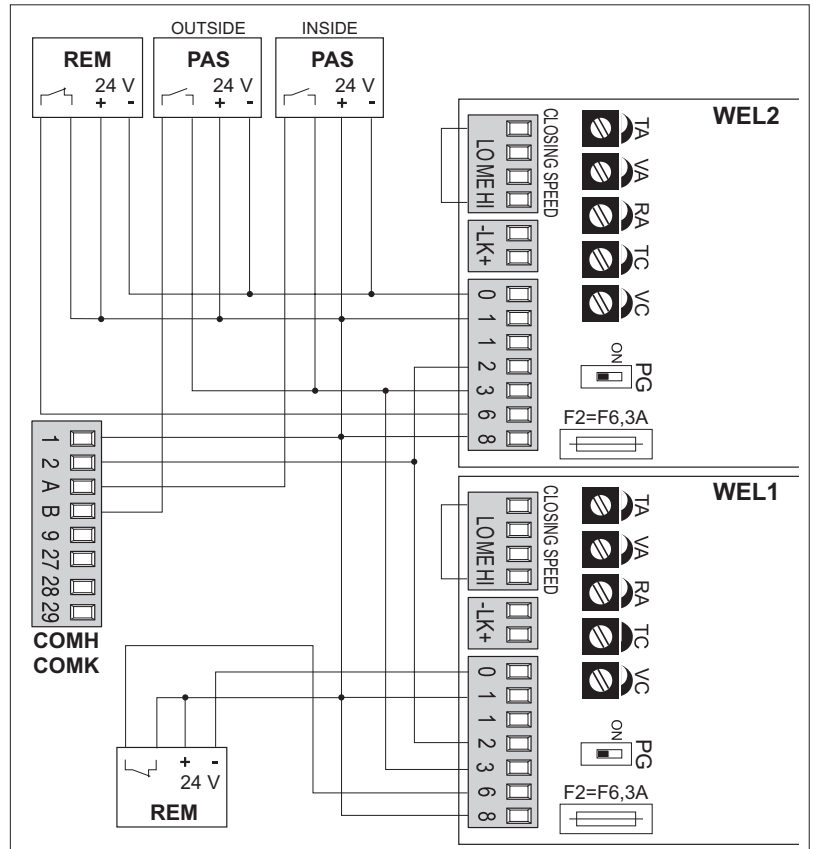 OUTSIDE
INSIDE
REM
24 V
+ -
PAS
24 V
+ -
PAS
24 V
+ -
WEL2
CLOSING SPEED
LO ME HI
-LK+
0
1
1
2
3
6
8
TA
VA
RA
TC
VC
ON
PG
F2=F6,3A
1
2
A
B
9
27
28
29
COMH
COMK
WEL1
CLOSING SPEED
LO ME HI
-LK+
0
1
1
2
3
6
8
TA
VA
RA
TC
VC
ON
PG
F2=F6,3A
+ -
24 V
REM